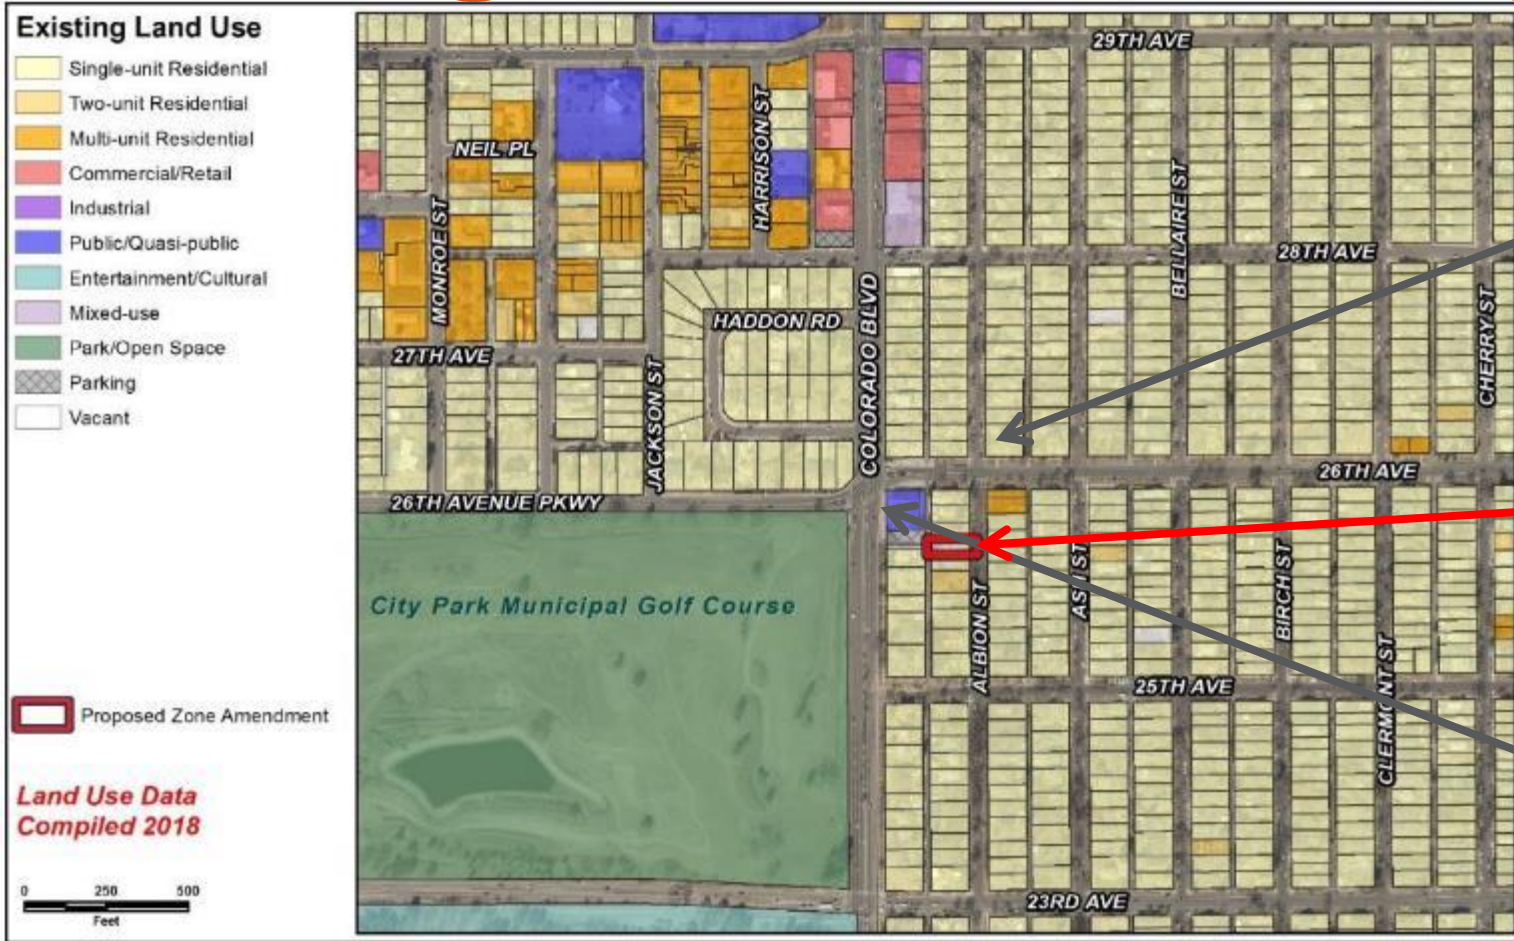 Existing Land Use
Single-unit Residential
Two-unit Residential
Multi-unit Residential
Commercial/Retail
Industrial
Public/Quasi-public
Entertainment/Cultural
Mixed-use
Park/Open Space
Parking
Vacant
Proposed Zone Amendment
Land Use Data
Compiled 2018
0 250 500
Feet
29TH AVE
HARRISON ST
NEIL PL
BELLAIRE ST
MONROE ST
28TH AVE
COLORADO BLVD
CHERRY ST
HADDON RD
27TH AVE
JACKSON ST
26TH AVE
26TH AVENUE PKWY
City Park Municipal Golf Course
ALBION ST
ASH ST
BIRCH ST
CLERMONT ST
25TH AVE
23RD AVE